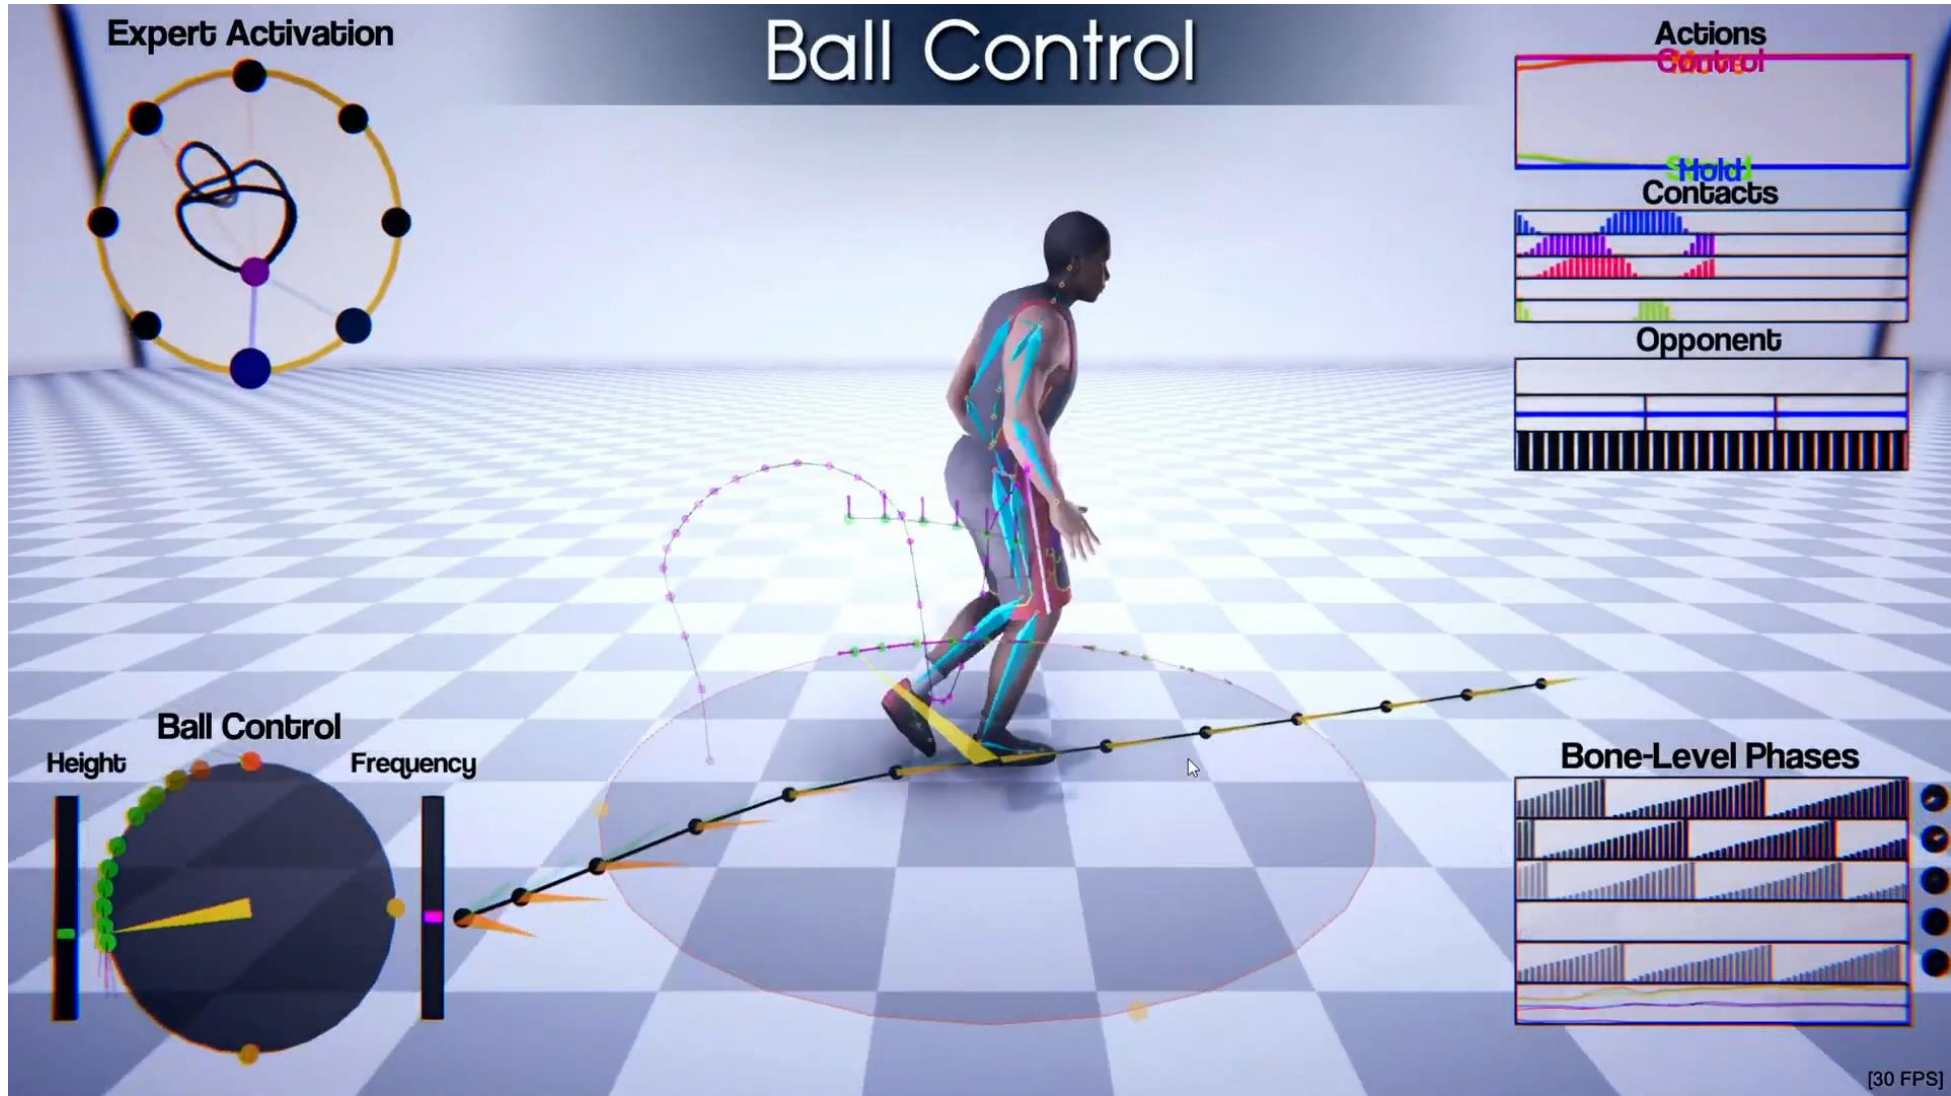 Expert Activation
Ball Control
Actions
Control
Hold
Contacts
Opponent
Ball Control
Height
Frequency
Bone-Level Phases
[30 FPS]